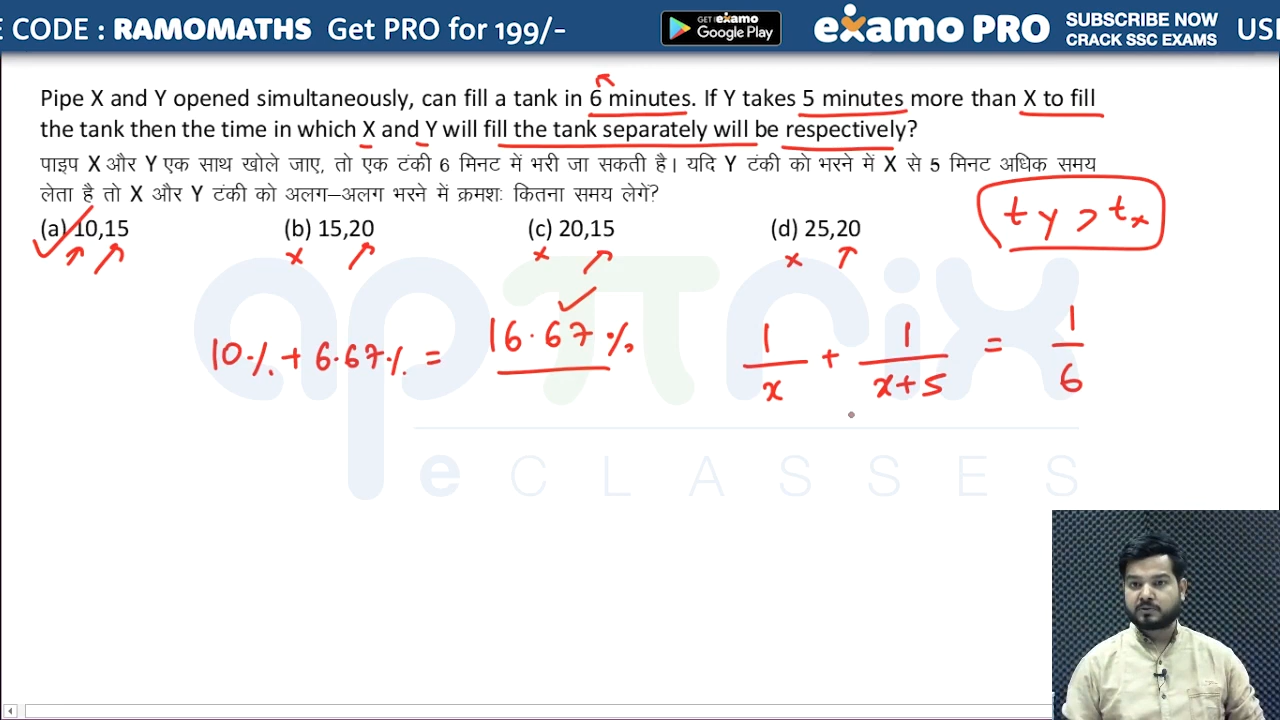 E CODE : RAMOMATHS Get PRO for 199/-
GET IT ON examo
Google Play
examo PRO
SUBSCRIBE NOW
CRACK SSC EXAMS
USI
Pipe X and Y opened simultaneously, can fill a tank in 6 minutes. If Y takes 5 minutes more than X to fill
the tank then the time in which X and Y will fill the tank separately will be respectively?
पाइप X और Y एक साथ खोले जाए, तो एक टंकी 6 मिनट में भरी जा सकती है। यदि Y टंकी को भरने में X से 5 मिनट अधिक समय
लेता है तो X और Y टंकी को अलग–अलग भरने में क्रमशः कितना समय लेगें?
(a) 10,15 (b) 15,20 (c) 20,15 (d) 25,20
t y > t x
10% + 6.67% = 16.67%
1/x + 1/x+5 = 1/6
apπrix
e CLASSES